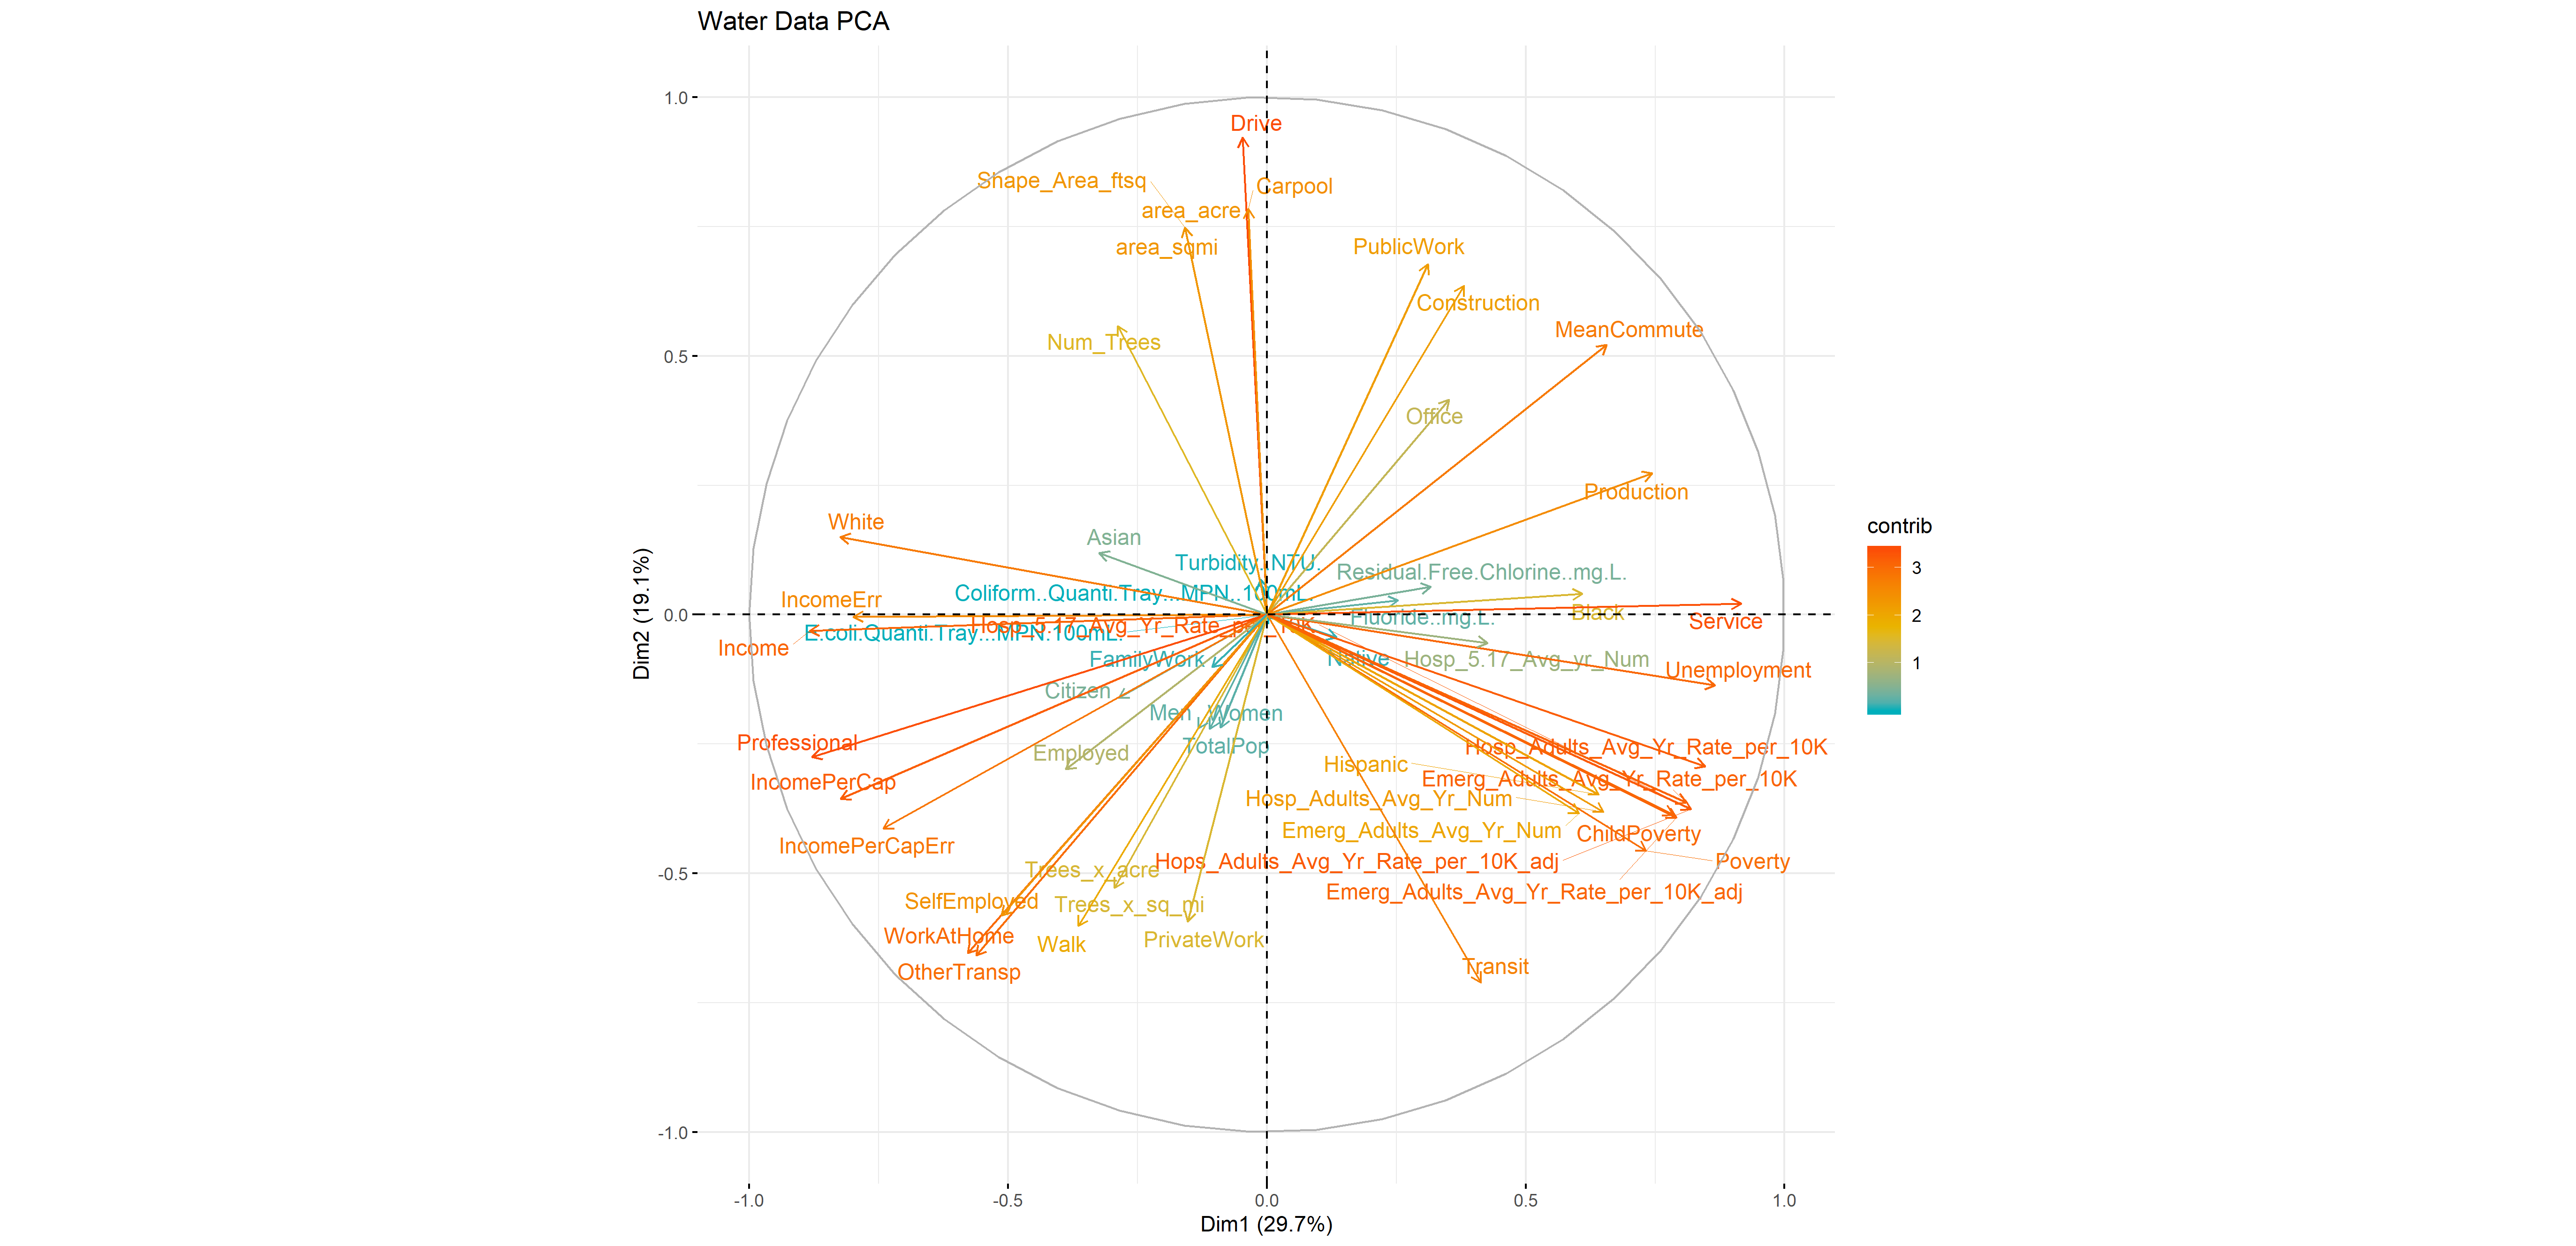 Water Data PCA
1.0
Drive
Shape_Area_ftsq
Carpool
area_acre
area_sqmi
PublicWork
Construction
MeanCommute
Num_Trees
0.5
Office
Production
White
Asian
contrib
Turbidity..NTU.
Residual.Free.Chlorine..mg.L.
3
Coliform..Quanti.Tray...MPN..100mL.
IncomeErr
Black
2
0.0
Fluoride..mg.L.
Service
Hosp_5.17_Avg_Yr_Rate_per_10K
E.coli.Quanti.Tray...MPN.100mL.
Income
FamilyWork
Native
Hosp_5.17_Avg_yr_Num
1
Unemployment
Citizen
Men
Women
Professional
TotalPop
Hosp_Adults_Avg_Yr_Rate_per_10K
Employed
Hispanic
IncomePerCap
Emerg_Adults_Avg_Yr_Rate_per_10K
Hosp_Adults_Avg_Yr_Num
Emerg_Adults_Avg_Yr_Num
ChildPoverty
IncomePerCapErr
Hops_Adults_Avg_Yr_Rate_per_10K_adj
Poverty
Trees_x_acre
-0.5
Emerg_Adults_Avg_Yr_Rate_per_10K_adj
SelfEmployed
Trees_x_sq_mi
WorkAtHome
Walk
PrivateWork
OtherTransp
Transit
-1.0
Dim2 (19.1%)
-1.0
-0.5
0.0
0.5
1.0
Dim1 (29.7%)